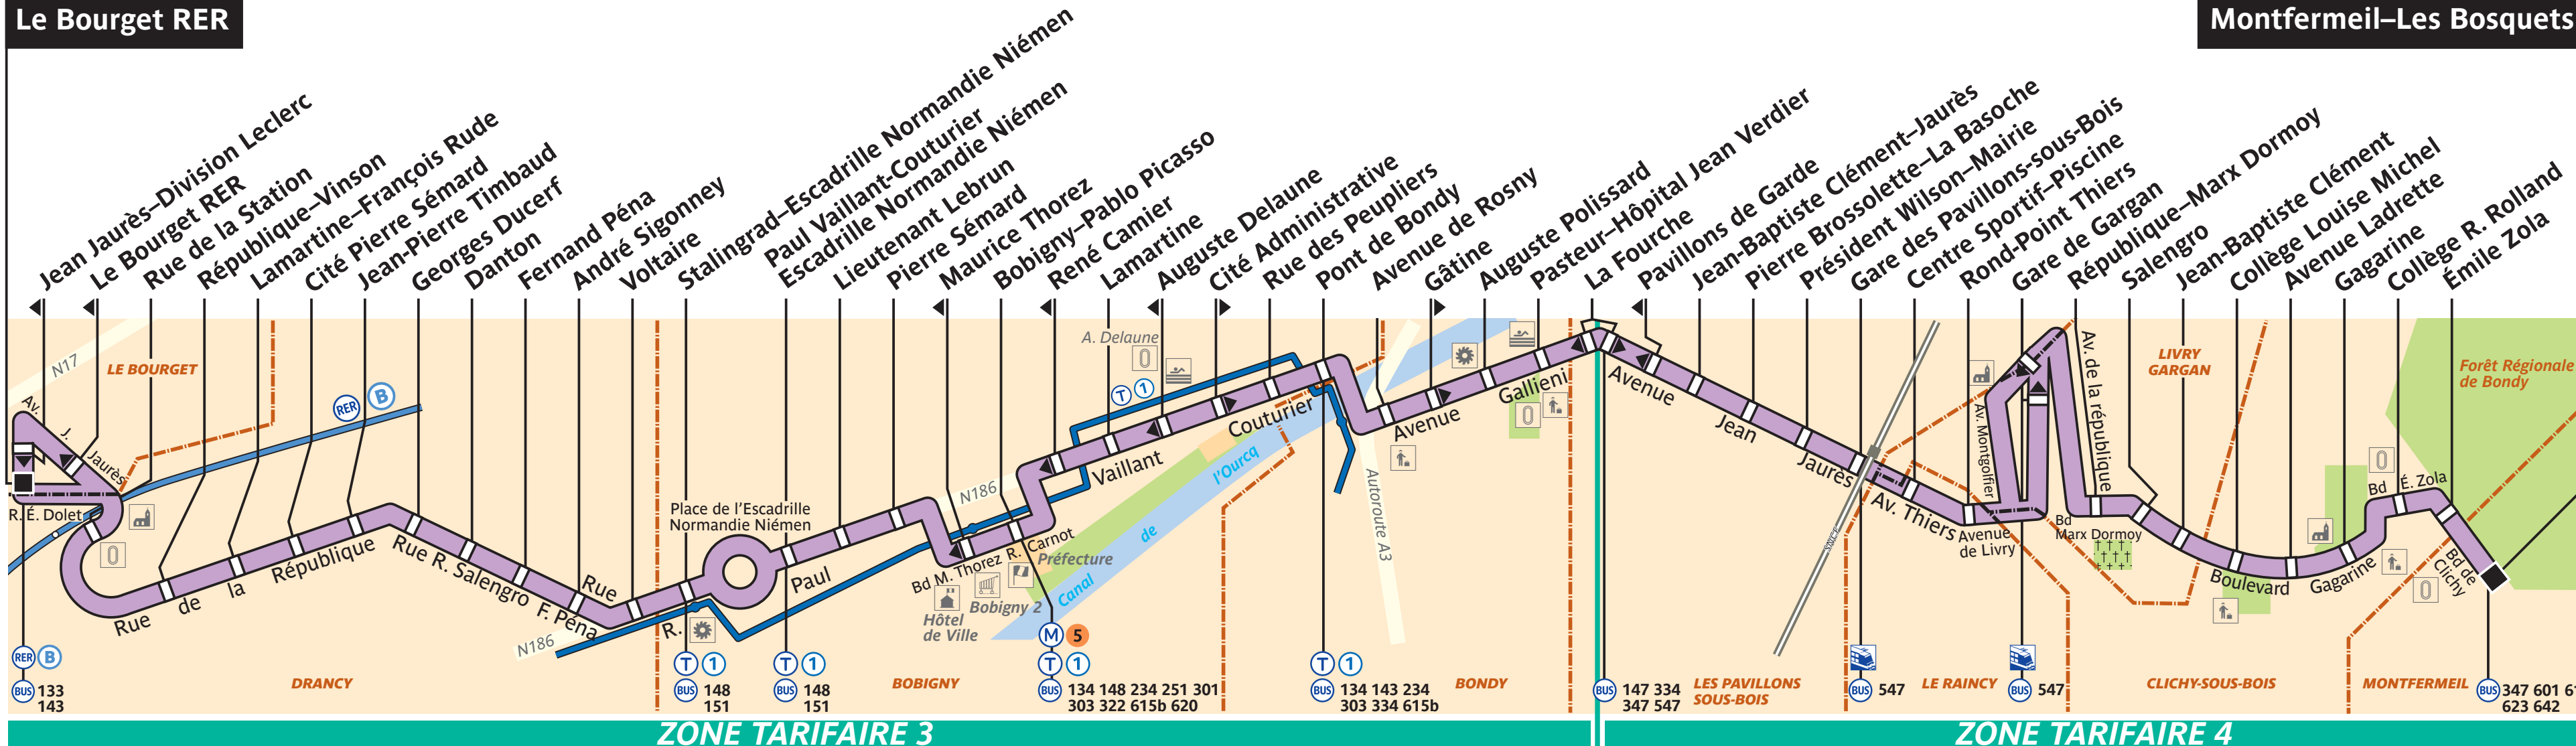 Le Bourget RER
Montfermeil–Les Bosquets
Jean Jaurès–Division Leclerc
Le Bourget RER
Rue de la Station
République–Vinson
Lamartine–François Rude
Cité Pierre Sémard
Jean-Pierre Timbaud
Georges Ducerf
Danton
Fernand Péna
André Sigonney
Voltaire
Stalingrad–Escadrille Normandie Niémen
Paul Vaillant-Couturier
Escadrille Normandie Niémen
Lieutenant Lebrun
Pierre Sémard
Maurice Thorez
Bobigny–Pablo Picasso
René Camier
Lamartine
Auguste Delaune
Cité Administrative
Rue des Peupliers
Pont de Bondy
Avenue de Rosny
Gâtine
Auguste Polissard
Pasteur–Hôpital Jean Verdier
La Fourche
Pavillons de Garde
Jean-Baptiste Clément–Jaurès
Pierre Brossolette–La Basoche
Président Wilson–Mairie
Gare des Pavillons-sous-Bois
Centre Sportif–Piscine
Rond-Point Thiers
Gare de Gargan
République–Marx Dormoy
Salengro
Jean-Baptiste Clément
Collège Louise Michel
Avenue Ladrette
Gagarine
Collège R. Rolland
Émile Zola
N17
LE BOURGET
RER B
Av.
J.
Jaurès
R. É. Dolet
Rue
de
la
République
Rue R. Salengro
F. Péna
Rue
N186
R.
Place de l'Escadrille
Normandie Niémen
Paul
N186
Bd M. Thorez
R. Carnot
Préfecture
Bobigny 2
Hôtel
de Ville
Vaillant
Couturier
A. Delaune
T 1
Canal
de
l'Ourcq
Autoroute A3
Avenue
Gallieni
Avenue
Jean
Jaurès
SNCF
Av. Thiers
Avenue
de Livry
Av. Montgolfier
Av. de la république
Bd
Marx Dormoy
LIVRY
GARGAN
Boulevard
Gagarine
Bd
É. Zola
Bd de
Clichy
Forêt Régionale
de Bondy
RER B
BUS 133
143
DRANCY
T 1
BUS 148
151
T 1
BUS 148
151
BOBIGNY
M 5
T 1
BUS 134 148 234 251 301
303 322 615b 620
T 1
BUS 134 143 234
303 334 615b
BONDY
BUS 147 334
347 547
LES PAVILLONS
SOUS-BOIS
BUS 547
LE RAINCY
BUS 547
CLICHY-SOUS-BOIS
MONTFERMEIL
BUS 347 601
623 642
ZONE TARIFAIRE 3
ZONE TARIFAIRE 4